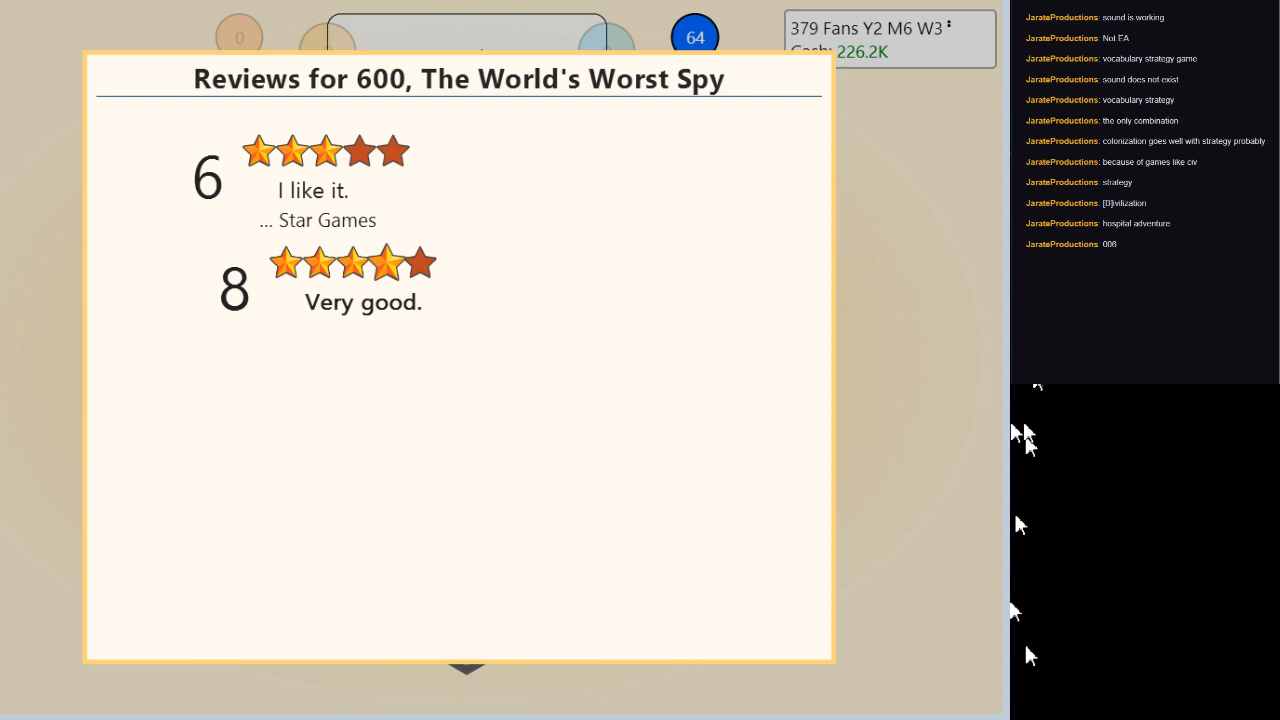 0
64
379 Fans Y2 M6 W3
Cash: 226.2K
Reviews for 600, The World's Worst Spy
6
I like it.
... Star Games
8
Very good.
JarateProductions: sound is working
JarateProductions: Not EA
JarateProductions: vocabulary strategy game
JarateProductions: sound does not exist
JarateProductions: vocabulary strategy
JarateProductions: the only combination
JarateProductions: colonization goes well with strategy probably
JarateProductions: because of games like civ
JarateProductions: strategy
JarateProductions: [B]ivilization
JarateProductions: hospital adventure
JarateProductions: 006